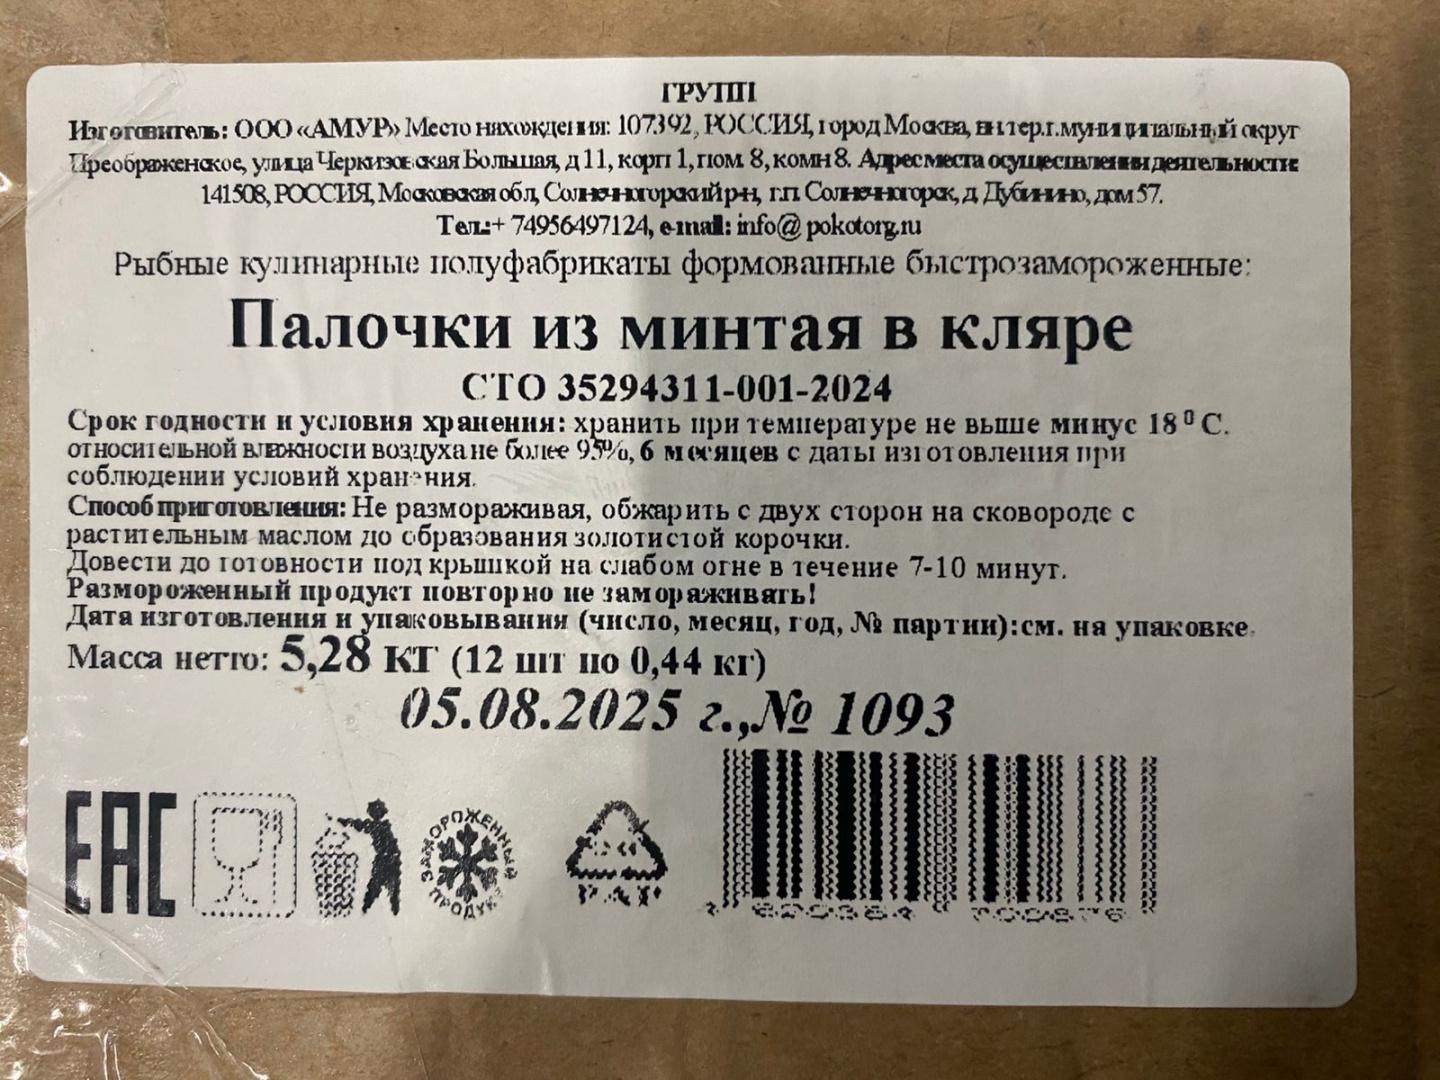 ГРУПП
Изготовитель: ООО «АМУР» Место нахождения: 107392, РОССИЯ, город Москва, вн.тер.г.муниципальный округ
Преображенское, улица Черкизовская Большая, д 11, корп 1, пом. 8, комн 8. Адрес места осуществления деятельности:
141508, РОССИЯ, Московская обл, Солнечногорский р-н, г.п. Солнечногорск, д. Дубинино, дом 57.
Тел.:+ 74956497124, e-mail: info@ pokotorg.ru
Рыбные кулинарные полуфабрикаты формованные быстрозамороженные:
Палочки из минтая в кляре
СТО 35294311-001-2024
Срок годности и условия хранения: хранить при температуре не выше минус 18 ⁰ С.
относительной влажности воздуха не более 95%, 6 месяцев с даты изготовления при
соблюдении условий хранения.
Способ приготовления: Не размораживая, обжарить с двух сторон на сковороде с
растительным маслом до образования золотистой корочки.
Довести до готовности под крышкой на слабом огне в течение 7-10 минут.
Размороженный продукт повторно не замораживать!
Дата изготовления и упаковывания (число, месяц, год, № партии):см. на упаковке.
Масса нетто: 5,28 кг (12 шт по 0,44 кг)
05.08.2025 г.,№ 1093
EAC
ЗАМОРОЖЕННЫЙ ПРОДУКТ